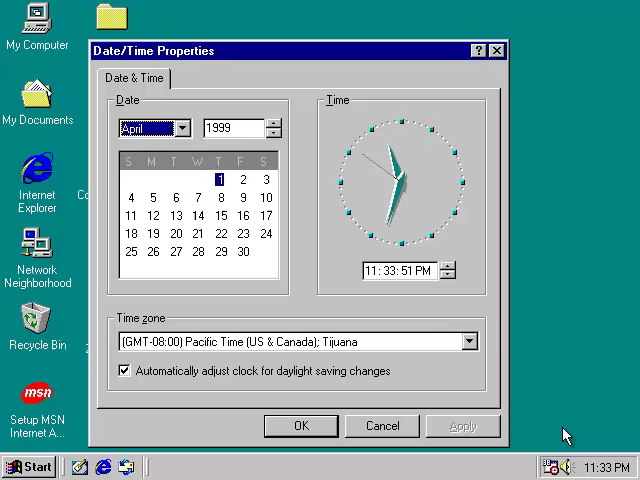 My Computer
Date/Time Properties
Date & Time
My Documents
Date
Time
April
1999
S M T W T F S
1 2 3
4 5 6 7 8 9 10
11 12 13 14 15 16 17
18 19 20 21 22 23 24
25 26 27 28 29 30
Internet
Explorer
Co
11:33:51 PM
Network
Neighborhood
Time zone
(GMT-08:00) Pacific Time (US & Canada); Tijuana
Recycle Bin
Automatically adjust clock for daylight saving changes
msn
Setup MSN
Internet A...
OK
Cancel
Apply
Start
11:33 PM